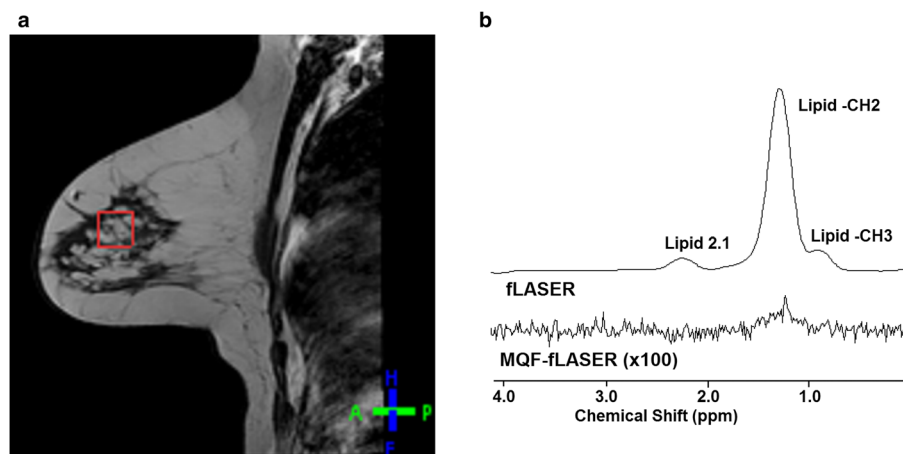 a
b
Lipid -CH2
Lipid -CH3
Lipid 2.1
fLASER
MQF-fLASER (x100)
4.0 3.0 2.0 1.0
Chemical Shift (ppm)
H
A P
F